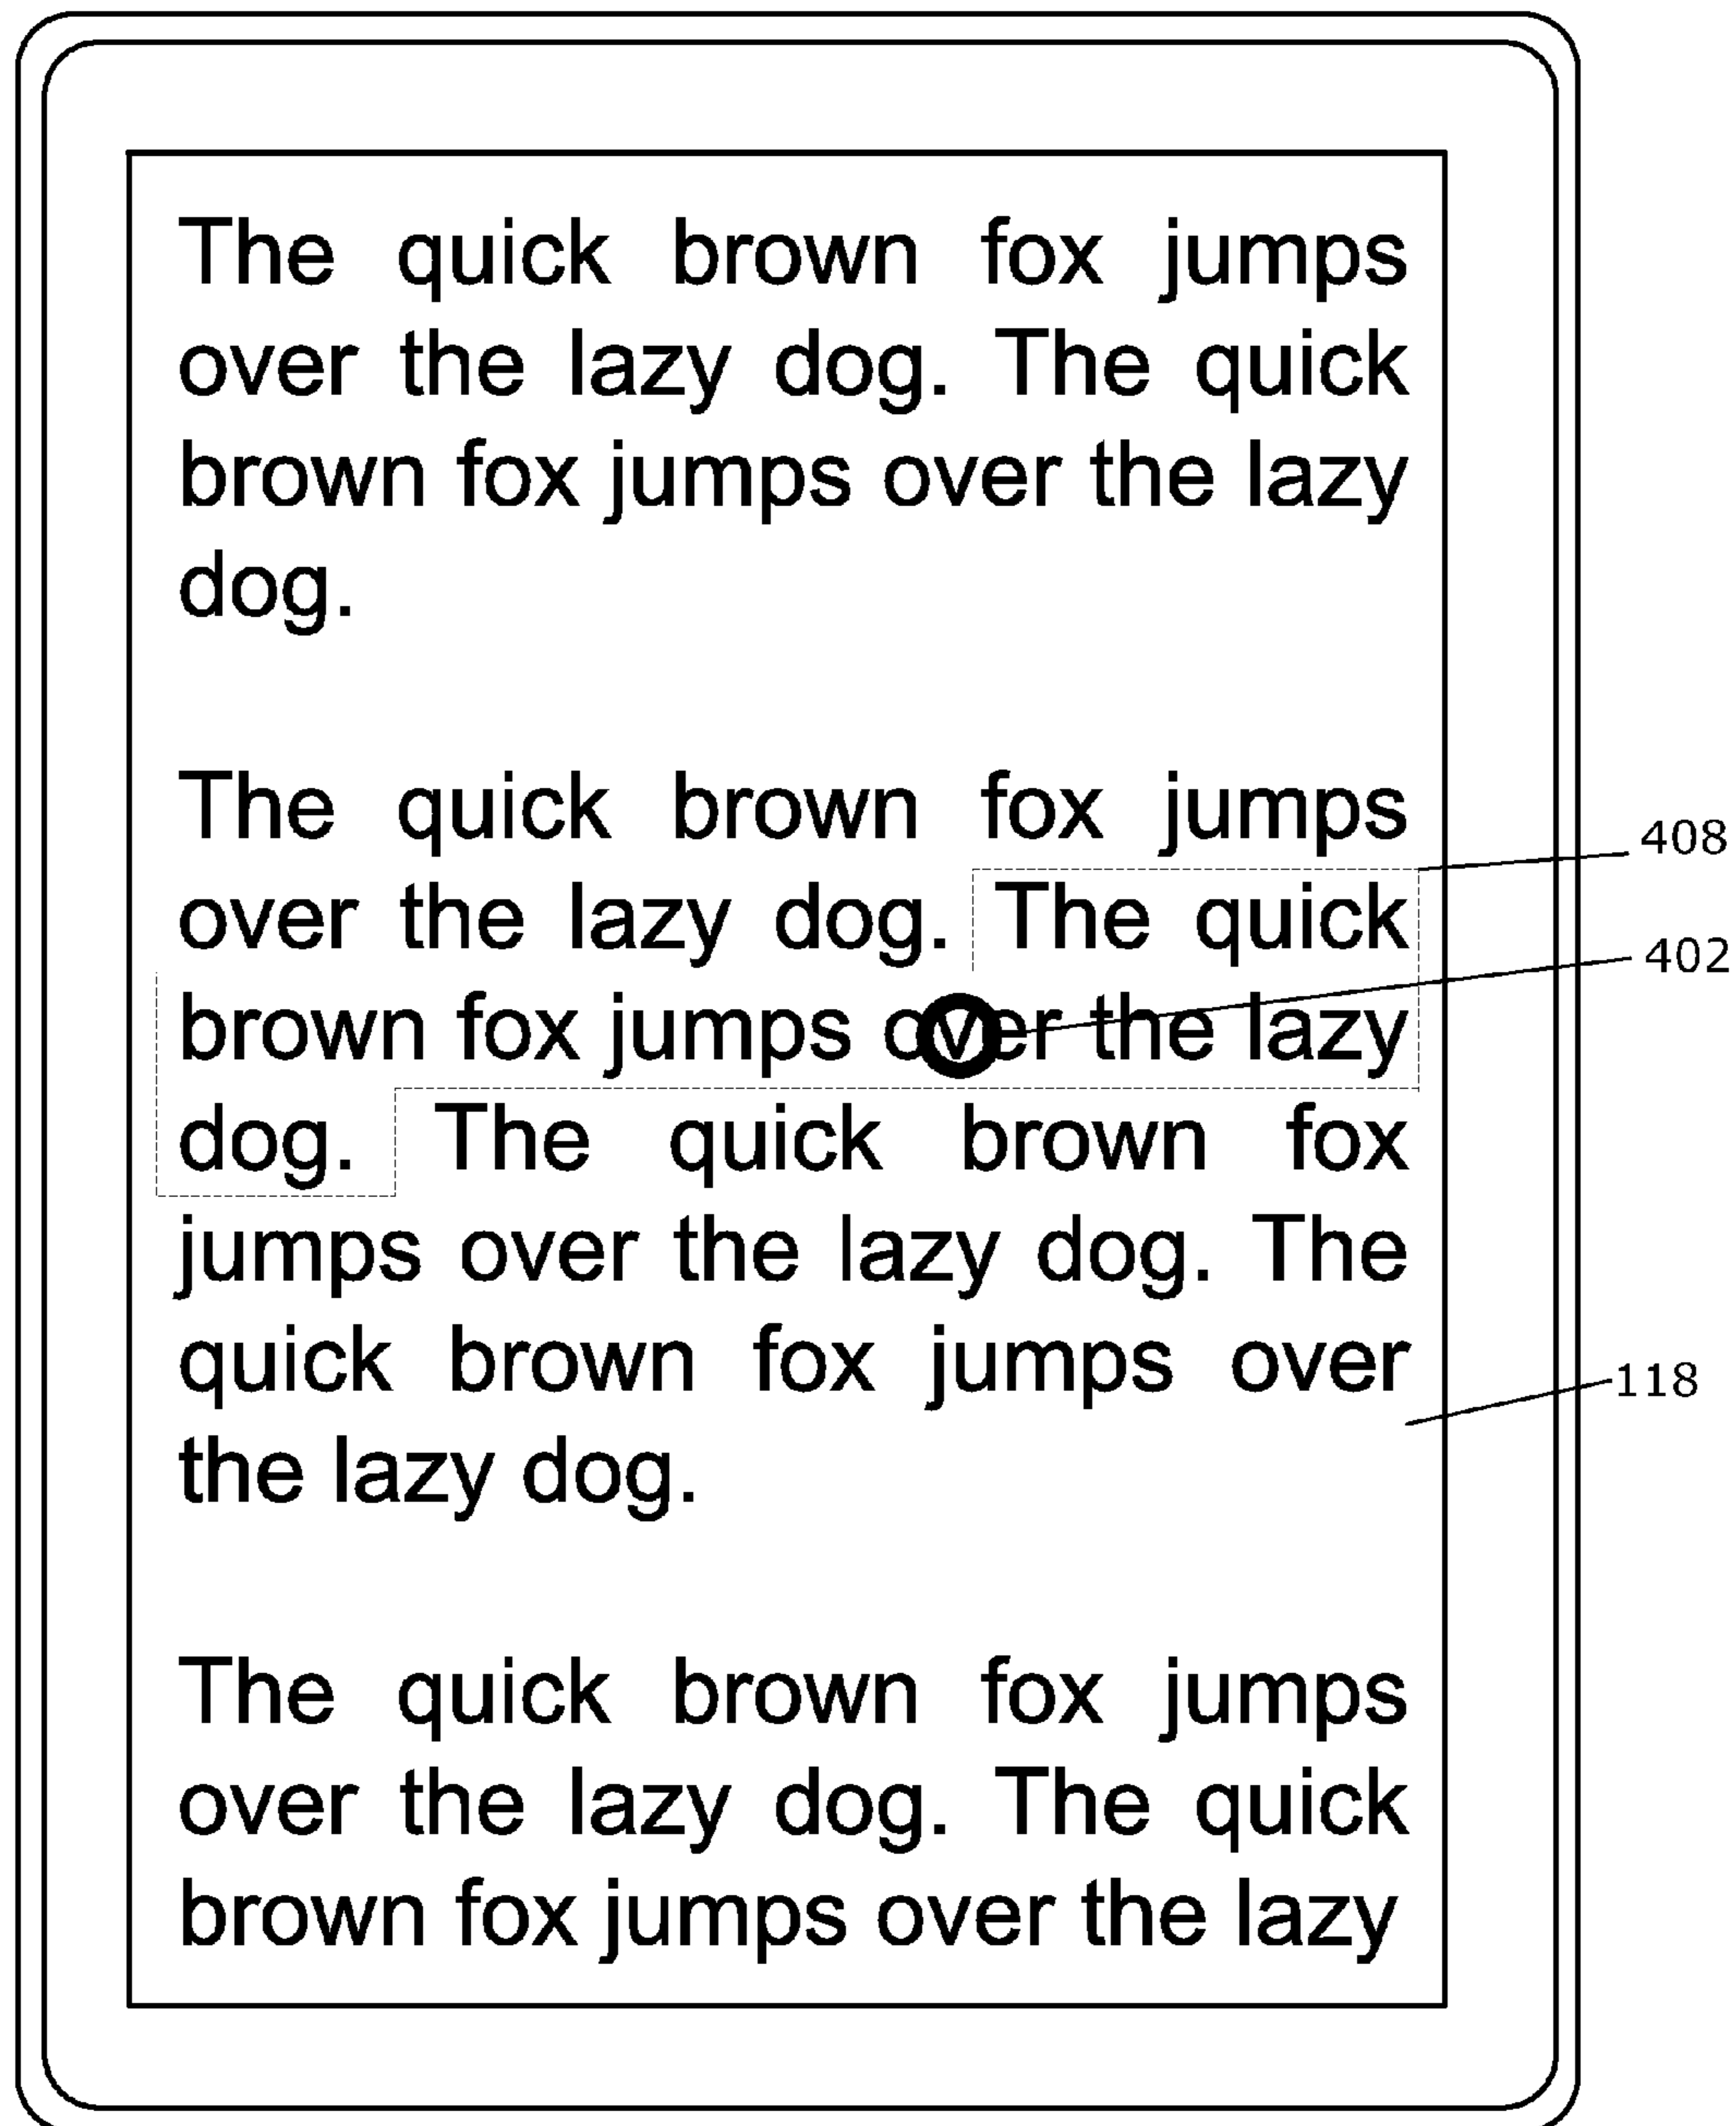 The quick brown fox jumps
over the lazy dog. The quick
brown fox jumps over the lazy
dog.
The quick brown fox jumps
408
over the lazy dog. The quick
402
brown fox jumps over the lazy
dog. The quick brown fox
jumps over the lazy dog. The
quick brown fox jumps over
118
the lazy dog.
The quick brown fox jumps
over the lazy dog. The quick
brown fox jumps over the lazy